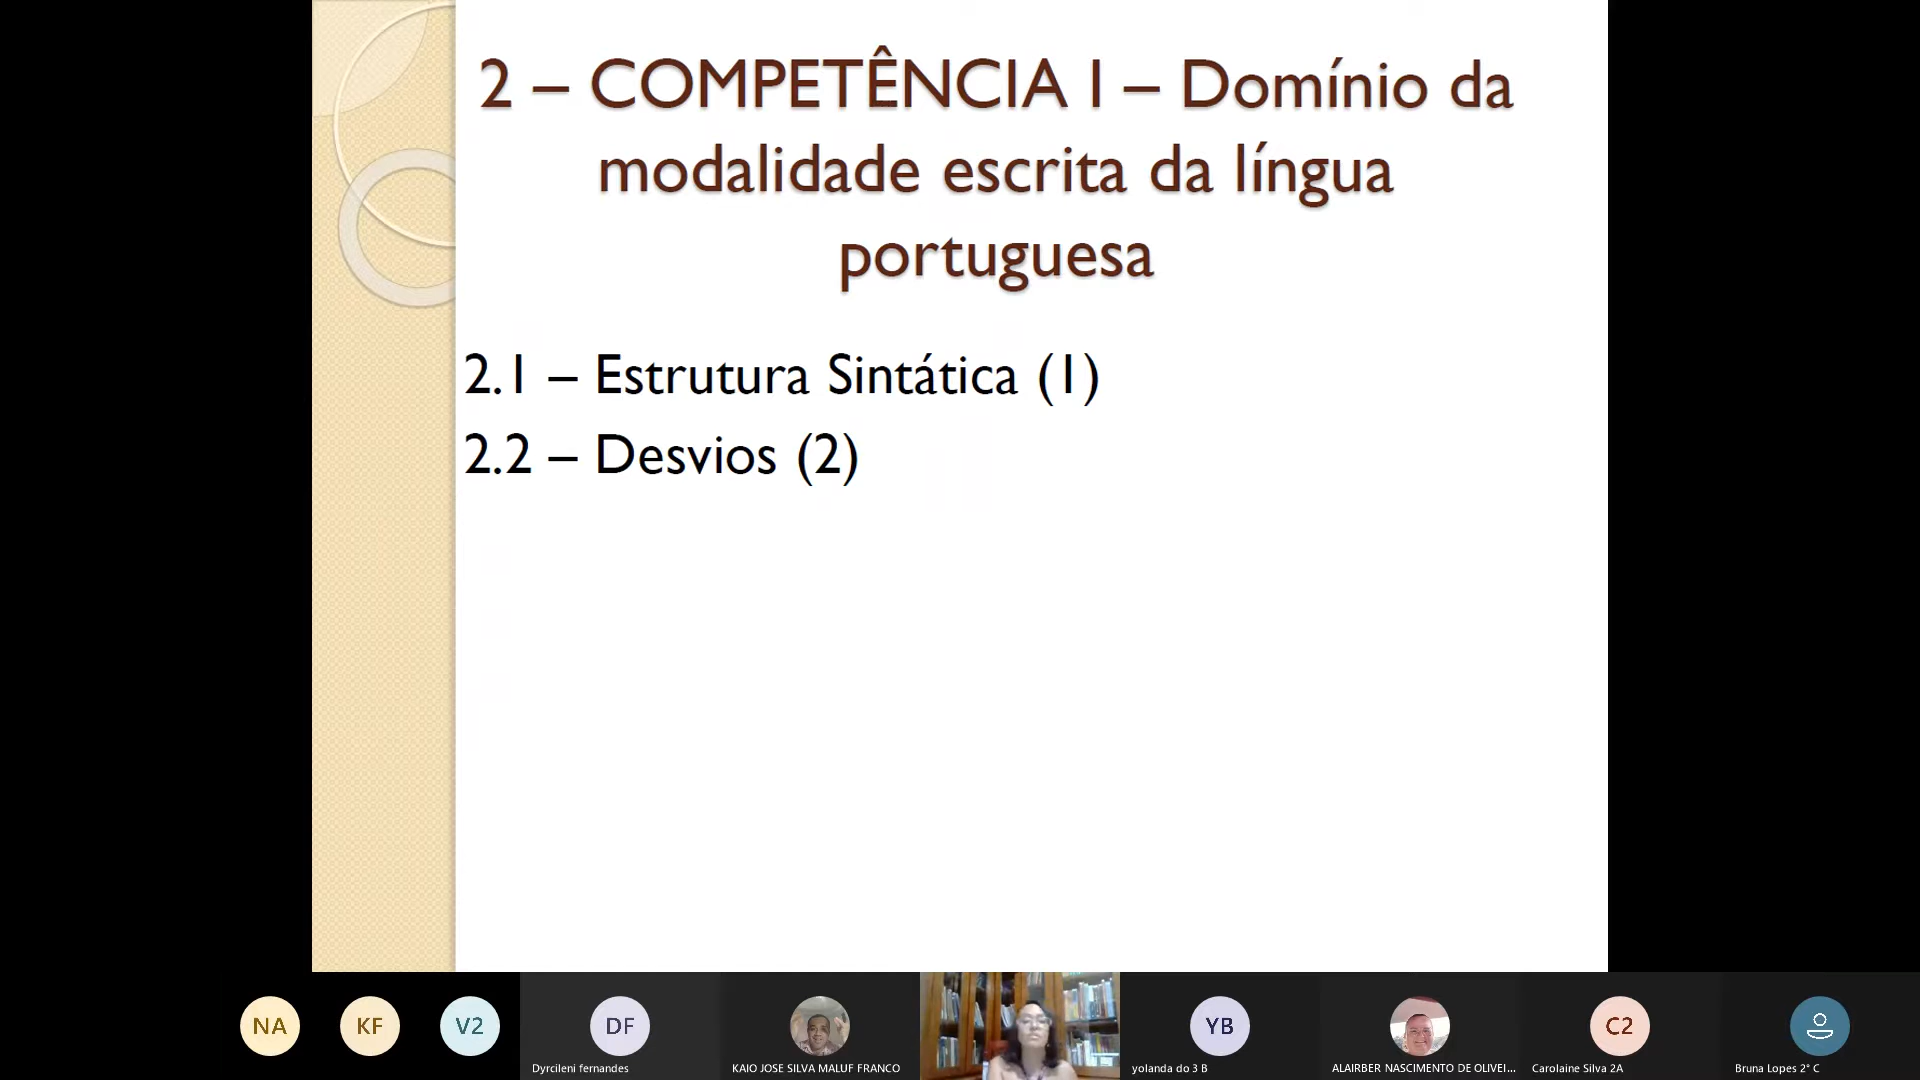 2 – COMPETÊNCIA I – Domínio da
modalidade escrita da língua
portuguesa
2.1 – Estrutura Sintática (1)
2.2 – Desvios (2)
NA
KF
V2
DF
YB
C2
Dyrcileni fernandes
KAIO JOSE SILVA MALUF FRANCO
yolanda do 3 B
ALAIRBER NASCIMENTO DE OLIVEI...
Carolaine Silva 2A
Bruna Lopes 2° C